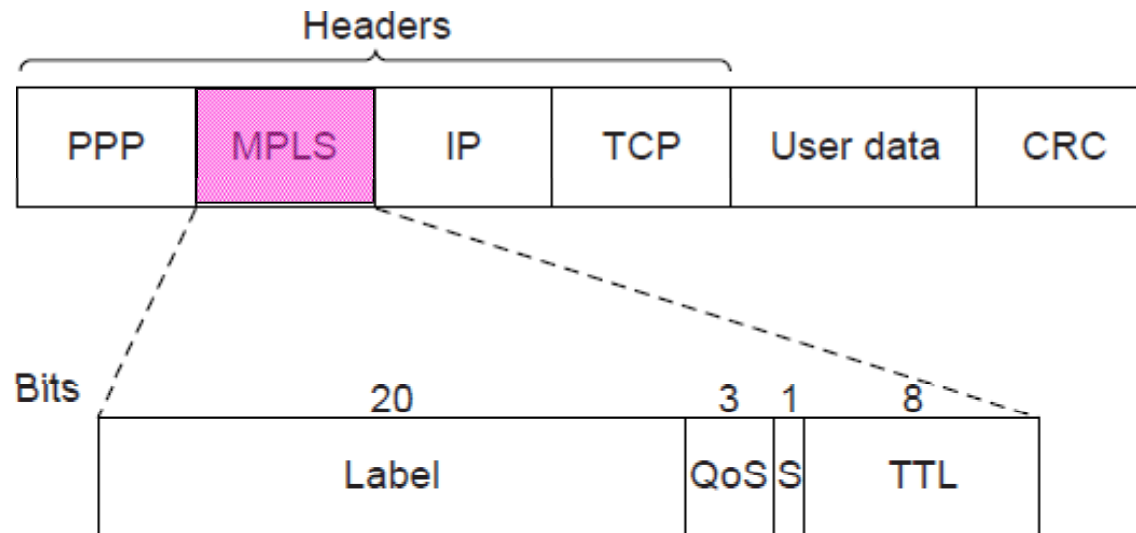 Headers
PPP MPLS IP TCP User data CRC
Bits 20 3 1 8
Label QoS S TTL